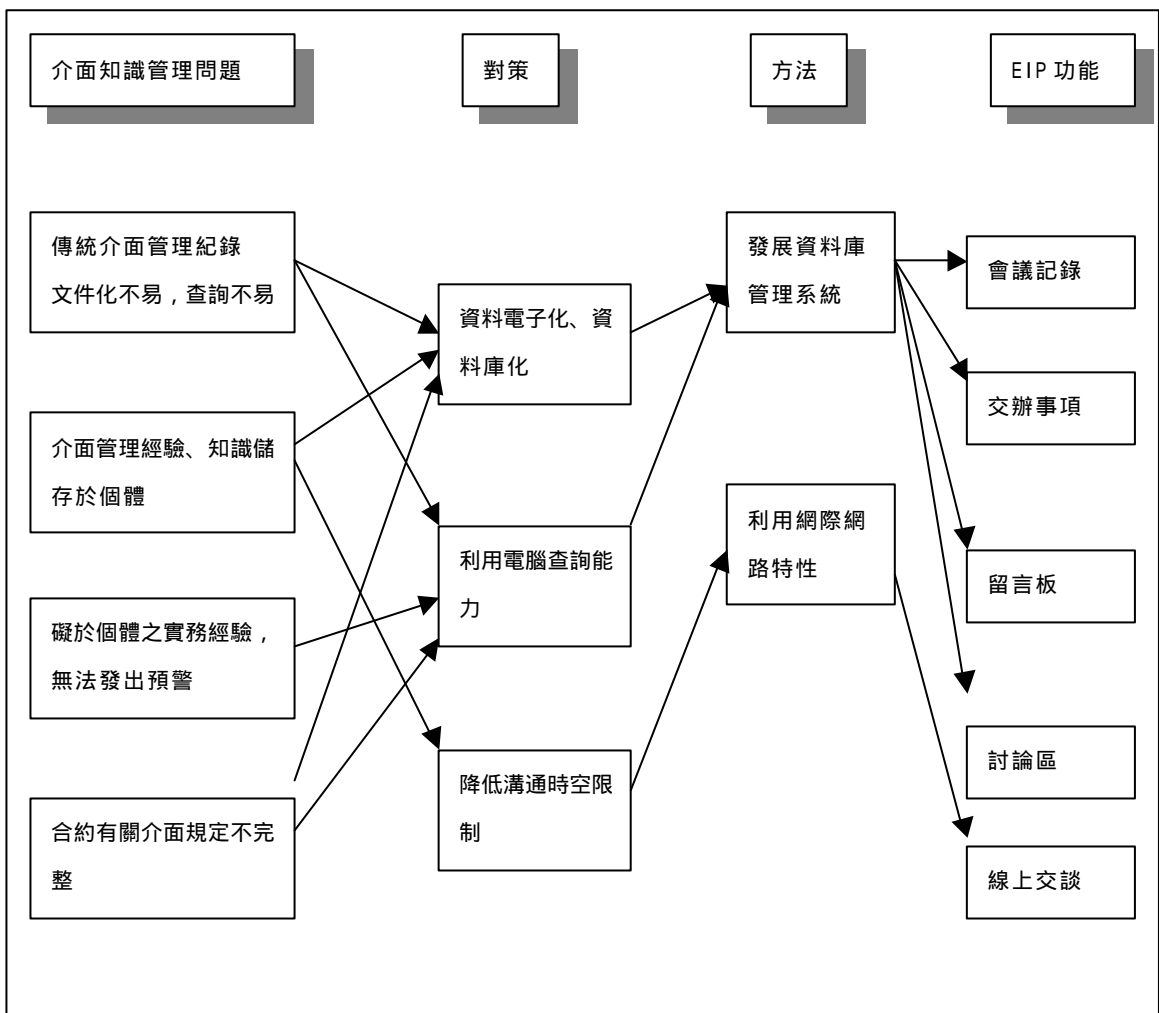 介面知識管理問題
對策
方法
EIP 功能
傳統介面管理紀錄
文件化不易，查詢不易
介面管理經驗、知識儲
存於個體
礙於個體之實務經驗，
無法發出預警
合約有關介面規定不完
整
資料電子化、資
料庫化
利用電腦查詢能
力
降低溝通時空限
制
發展資料庫
管理系統
利用網際網
路特性
會議記錄
交辦事項
留言板
討論區
線上交談